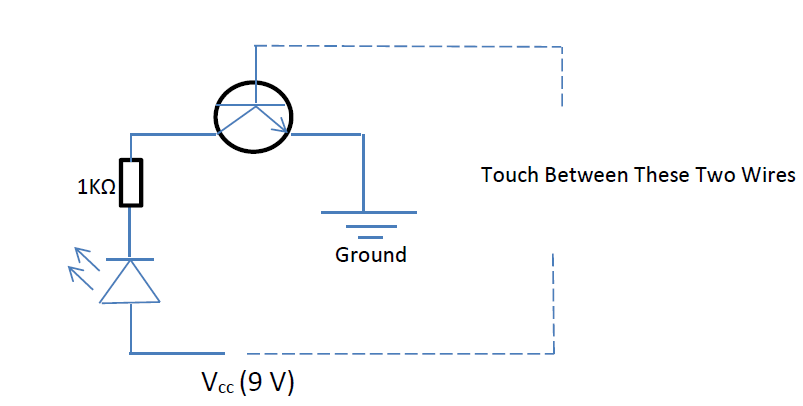 1KΩ
Touch Between These Two Wires
Ground
Vcc (9 V)